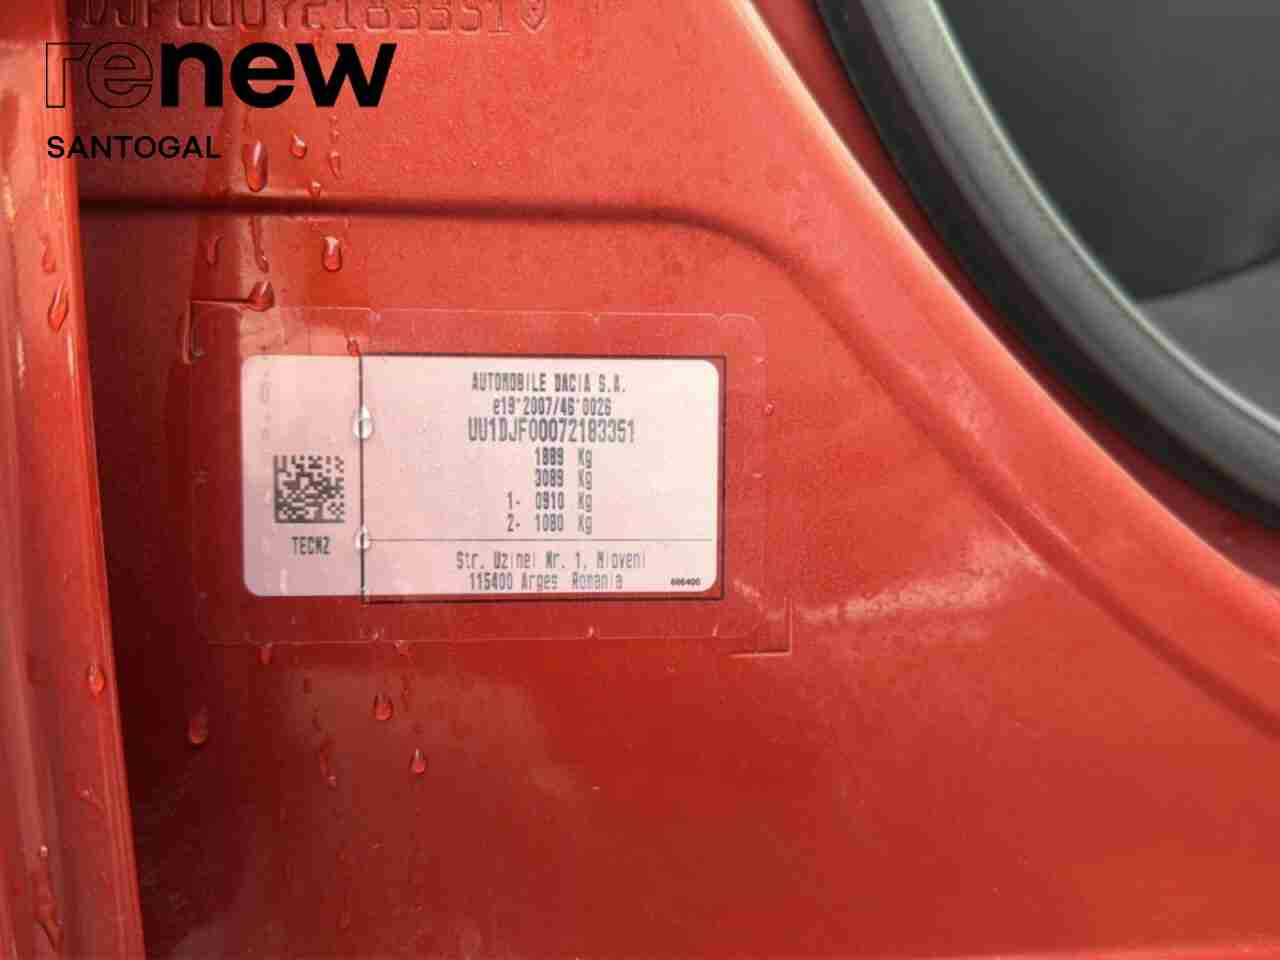 DJF00072183351
renew
SANTOGAL
AUTOMOBILE DACIA S.A.
e19*2007/46*0026
UU1DJF00072183351
1889 Kg
3089 Kg
1- 0910 Kg
2- 1080 Kg
TECMZ
Str. Uzinei Nr. 1, Mioveni
115400 Arges Romania